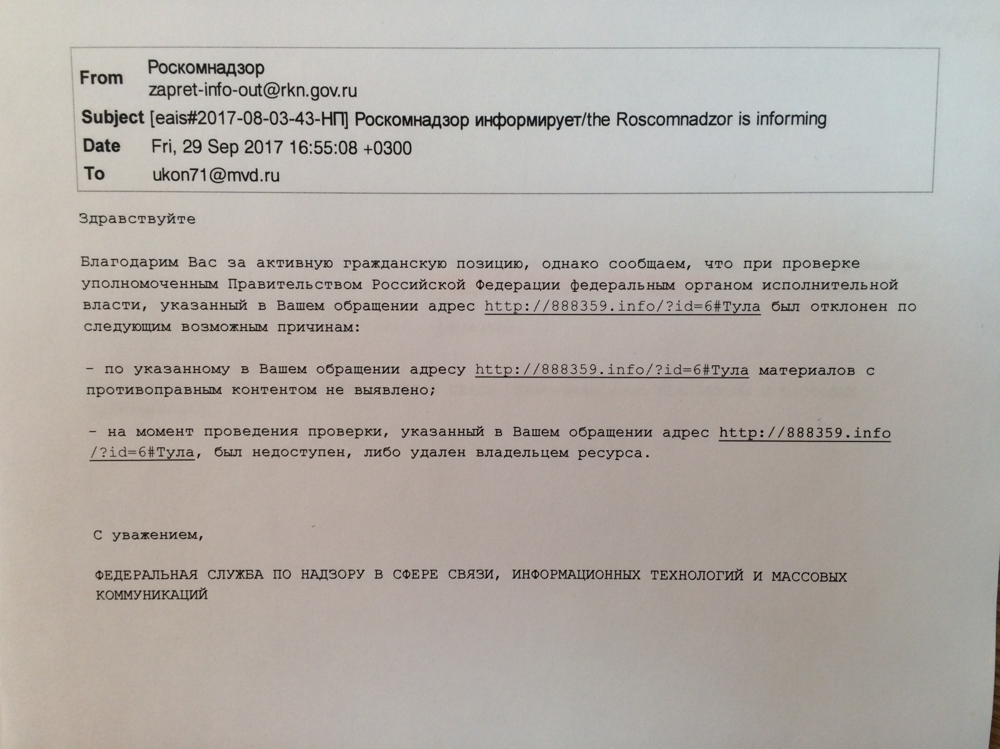 From Роскомнадзор
zapret-info-out@rkn.gov.ru
Subject [eais#2017-08-03-43-НП] Роскомнадзор информирует/the Roscomnadzor is informing
Date Fri, 29 Sep 2017 16:55:08 +0300
To ukon71@mvd.ru
Здравствуйте
Благодарим Вас за активную гражданскую позицию, однако сообщаем, что при проверке
уполномоченным Правительством Российской Федерации федеральным органом исполнительной
власти, указанный в Вашем обращении адрес http://888359.info/?id=6#Тула был отклонен по
следующим возможным причинам:
- по указанному в Вашем обращении адресу http://888359.info/?id=6#Тула материалов с
противоправным контентом не выявлено;
- на момент проведения проверки, указанный в Вашем обращении адрес http://888359.info
/?id=6#Тула, был недоступен, либо удален владельцем ресурса.
С уважением,
ФЕДЕРАЛЬНАЯ СЛУЖБА ПО НАДЗОРУ В СФЕРЕ СВЯЗИ, ИНФОРМАЦИОННЫХ ТЕХНОЛОГИЙ И МАССОВЫХ
КОММУНИКАЦИЙ